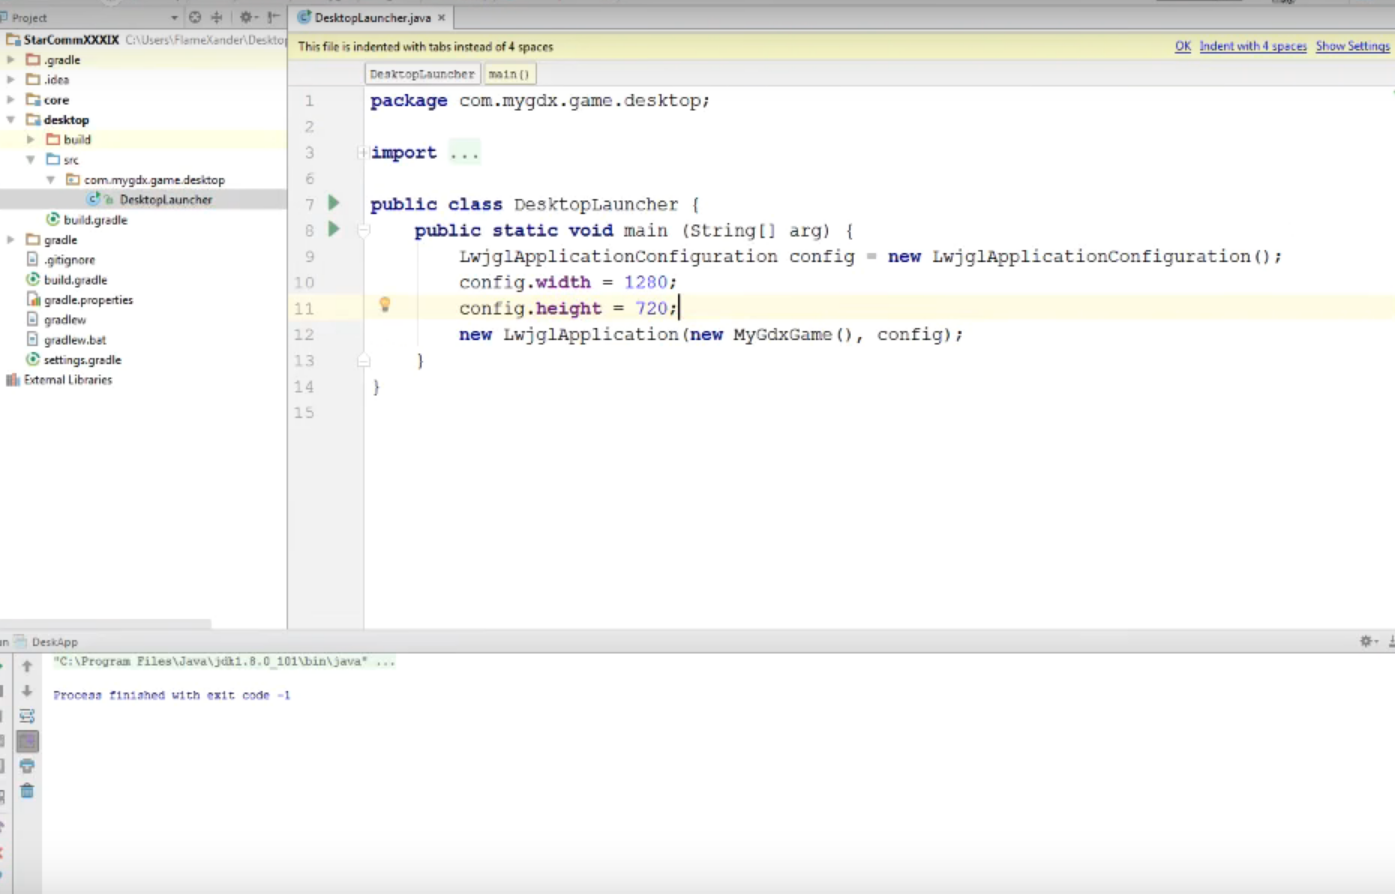 Project
StarCommXXXIX C:\Users\FlameXander\Deskto
.gradle
.idea
core
desktop
build
src
com.mygdx.game.desktop
DesktopLauncher
build.gradle
gradle
.gitignore
build.gradle
gradle.properties
gradlew
gradlew.bat
settings.gradle
External Libraries
DesktopLauncher.java
This file is indented with tabs instead of 4 spaces OK Indent with 4 spaces Show Settings
DesktopLauncher main()
1 package com.mygdx.game.desktop;
2
3 import ...
6
7 public class DesktopLauncher {
8 public static void main (String[] arg) {
9 LwjglApplicationConfiguration config = new LwjglApplicationConfiguration();
10 config.width = 1280;
11 config.height = 720;
12 new LwjglApplication(new MyGdxGame(), config);
13 }
14 }
15
un DeskApp
"C:\Program Files\Java\jdk1.8.0_101\bin\java" ...
Process finished with exit code -1